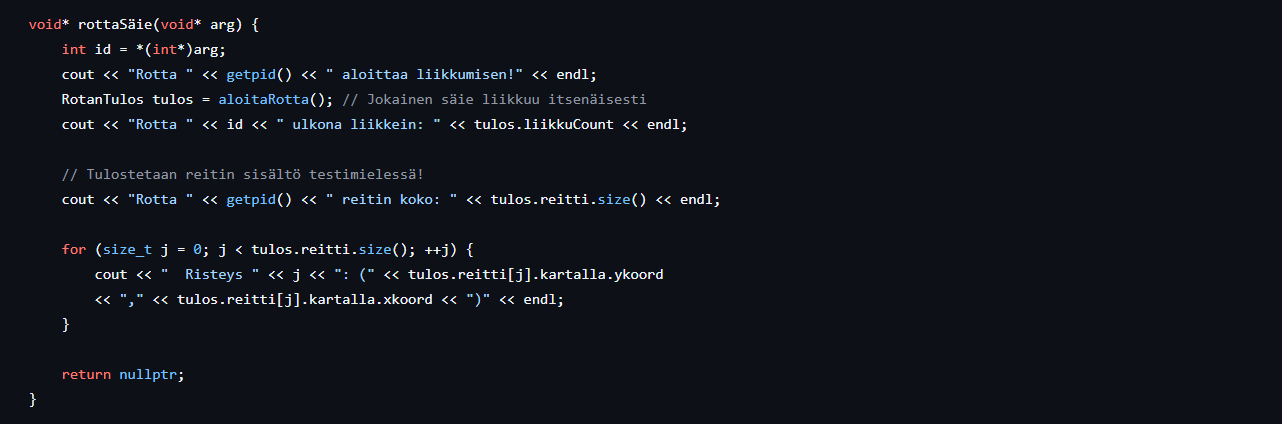 void* rottaSäie(void* arg) {
    int id = *(int*)arg;
    cout << "Rotta " << getpid() << " aloittaa liikkumisen!" << endl;
    RotanTulos tulos = aloitaRotta(); // Jokainen säie liikkuu itsenäisesti
    cout << "Rotta " << id << " ulkona liikkein: " << tulos.liikkuCount << endl;

    // Tulostetaan reitin sisältö testimielessä!
    cout << "Rotta " << getpid() << " reitin koko: " << tulos.reitti.size() << endl;

    for (size_t j = 0; j < tulos.reitti.size(); ++j) {
        cout << "  Risteys " << j << ": (" << tulos.reitti[j].kartalla.ykoord
        << "," << tulos.reitti[j].kartalla.xkoord << ")" << endl;
    }

    return nullptr;
}